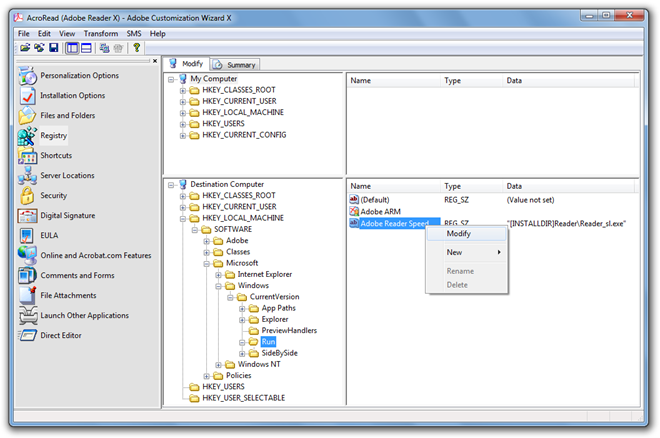 AcroRead (Adobe Reader X) - Adobe Customization Wizard X
File Edit View Transform SMS Help
Personalization Options
Installation Options
Files and Folders
Registry
Shortcuts
Server Locations
Security
Digital Signature
EULA
Online and Acrobat.com Features
Comments and Forms
File Attachments
Launch Other Applications
Direct Editor
Modify Summary
My Computer
HKEY_CLASSES_ROOT
HKEY_CURRENT_USER
HKEY_LOCAL_MACHINE
HKEY_USERS
HKEY_CURRENT_CONFIG
Name Type Data
Destination Computer
HKEY_CLASSES_ROOT
HKEY_CURRENT_USER
HKEY_LOCAL_MACHINE
SOFTWARE
Adobe
Classes
Microsoft
Internet Explorer
Windows
CurrentVersion
App Paths
Explorer
PreviewHandlers
Run
SideBySide
Windows NT
Policies
HKEY_USERS
HKEY_USER_SELECTABLE
Name Type Data
(Default) REG_SZ (Value not set)
Adobe ARM
Adobe Reader Speed... REG_SZ "[INSTALLDIR]Reader\Reader_sl.exe"
Modify
New
Rename
Delete